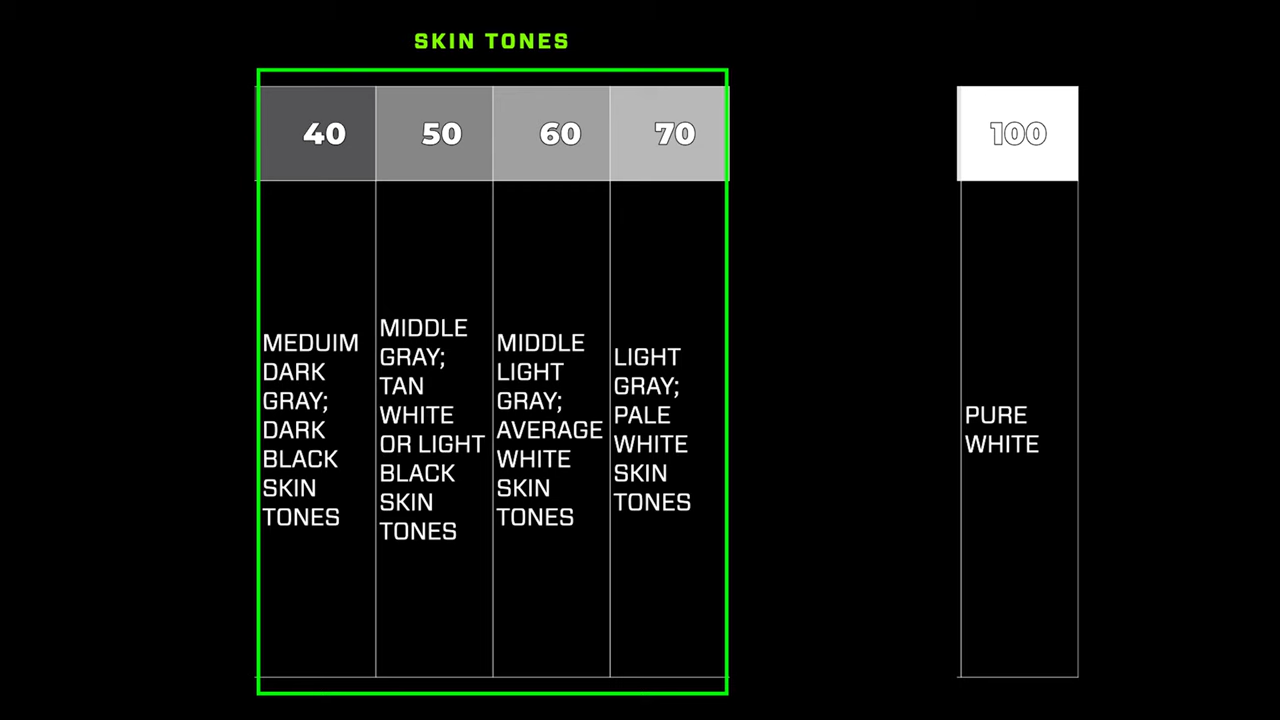 SKIN TONES
40
50
60
70
100
MEDUIM
DARK
GRAY;
DARK
BLACK
SKIN
TONES
MIDDLE
GRAY;
TAN
WHITE
OR LIGHT
BLACK
SKIN
TONES
MIDDLE
LIGHT
GRAY;
AVERAGE
WHITE
SKIN
TONES
LIGHT
GRAY;
PALE
WHITE
SKIN
TONES
PURE
WHITE